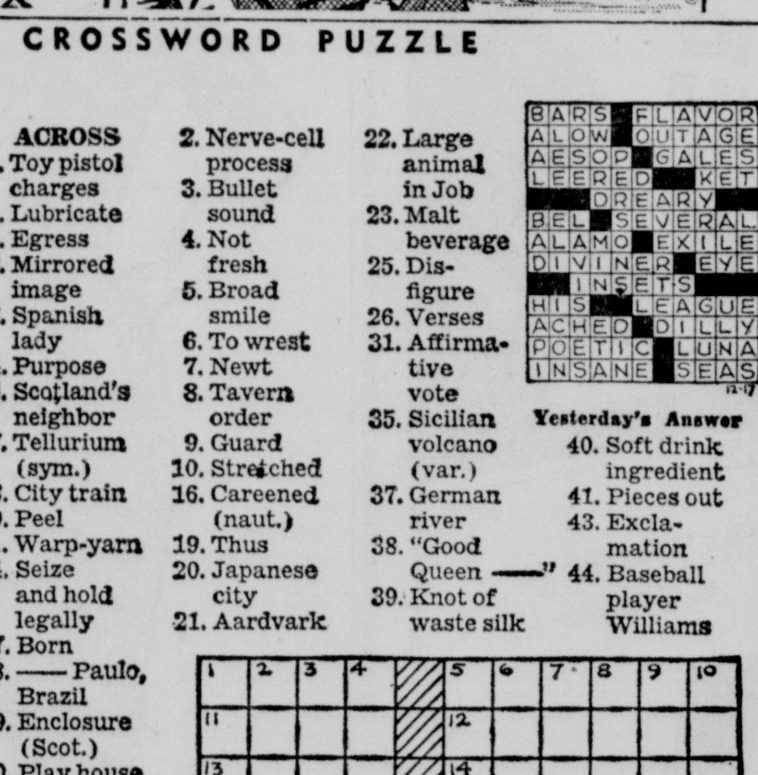 CROSSWORD PUZZLE
ACROSS
. Toy pistol
charges
. Lubricate
. Egress
. Mirrored
image
. Spanish
lady
. Purpose
. Scotland's
neighbor
. Tellurium
(sym.)
. City train
. Peel
. Warp-yarn
. Seize
and hold
legally
. Born
. —— Paulo,
Brazil
. Enclosure
(Scot.)
Play house
2. Nerve-cell
process
3. Bullet
sound
4. Not
fresh
5. Broad
smile
6. To wrest
7. Newt
8. Tavern
order
9. Guard
10. Stretched
16. Careened
(naut.)
19. Thus
20. Japanese
city
21. Aardvark
22. Large
animal
in Job
23. Malt
beverage
25. Dis-
figure
26. Verses
31. Affirma-
tive
vote
35. Sicilian
volcano
(var.)
37. German
river
38. "Good
Queen ——"
39. Knot of
waste silk
BARS FLAVOR
ALOW OUTAGE
AESOP GALES
LEERED KET
DREARY
BEL SEVERAL
ALAMO EXILE
DIVINER EYE
INSETS
HIS LEAGUE
ACHED DILLY
POETIC LUNA
INSANE SEAS
12-17
Yesterday's Answer
40. Soft drink
ingredient
41. Pieces out
43. Excla-
mation
44. Baseball
player
Williams
1 2 3 4 5 6 7 8 9 10
11 12
13 14